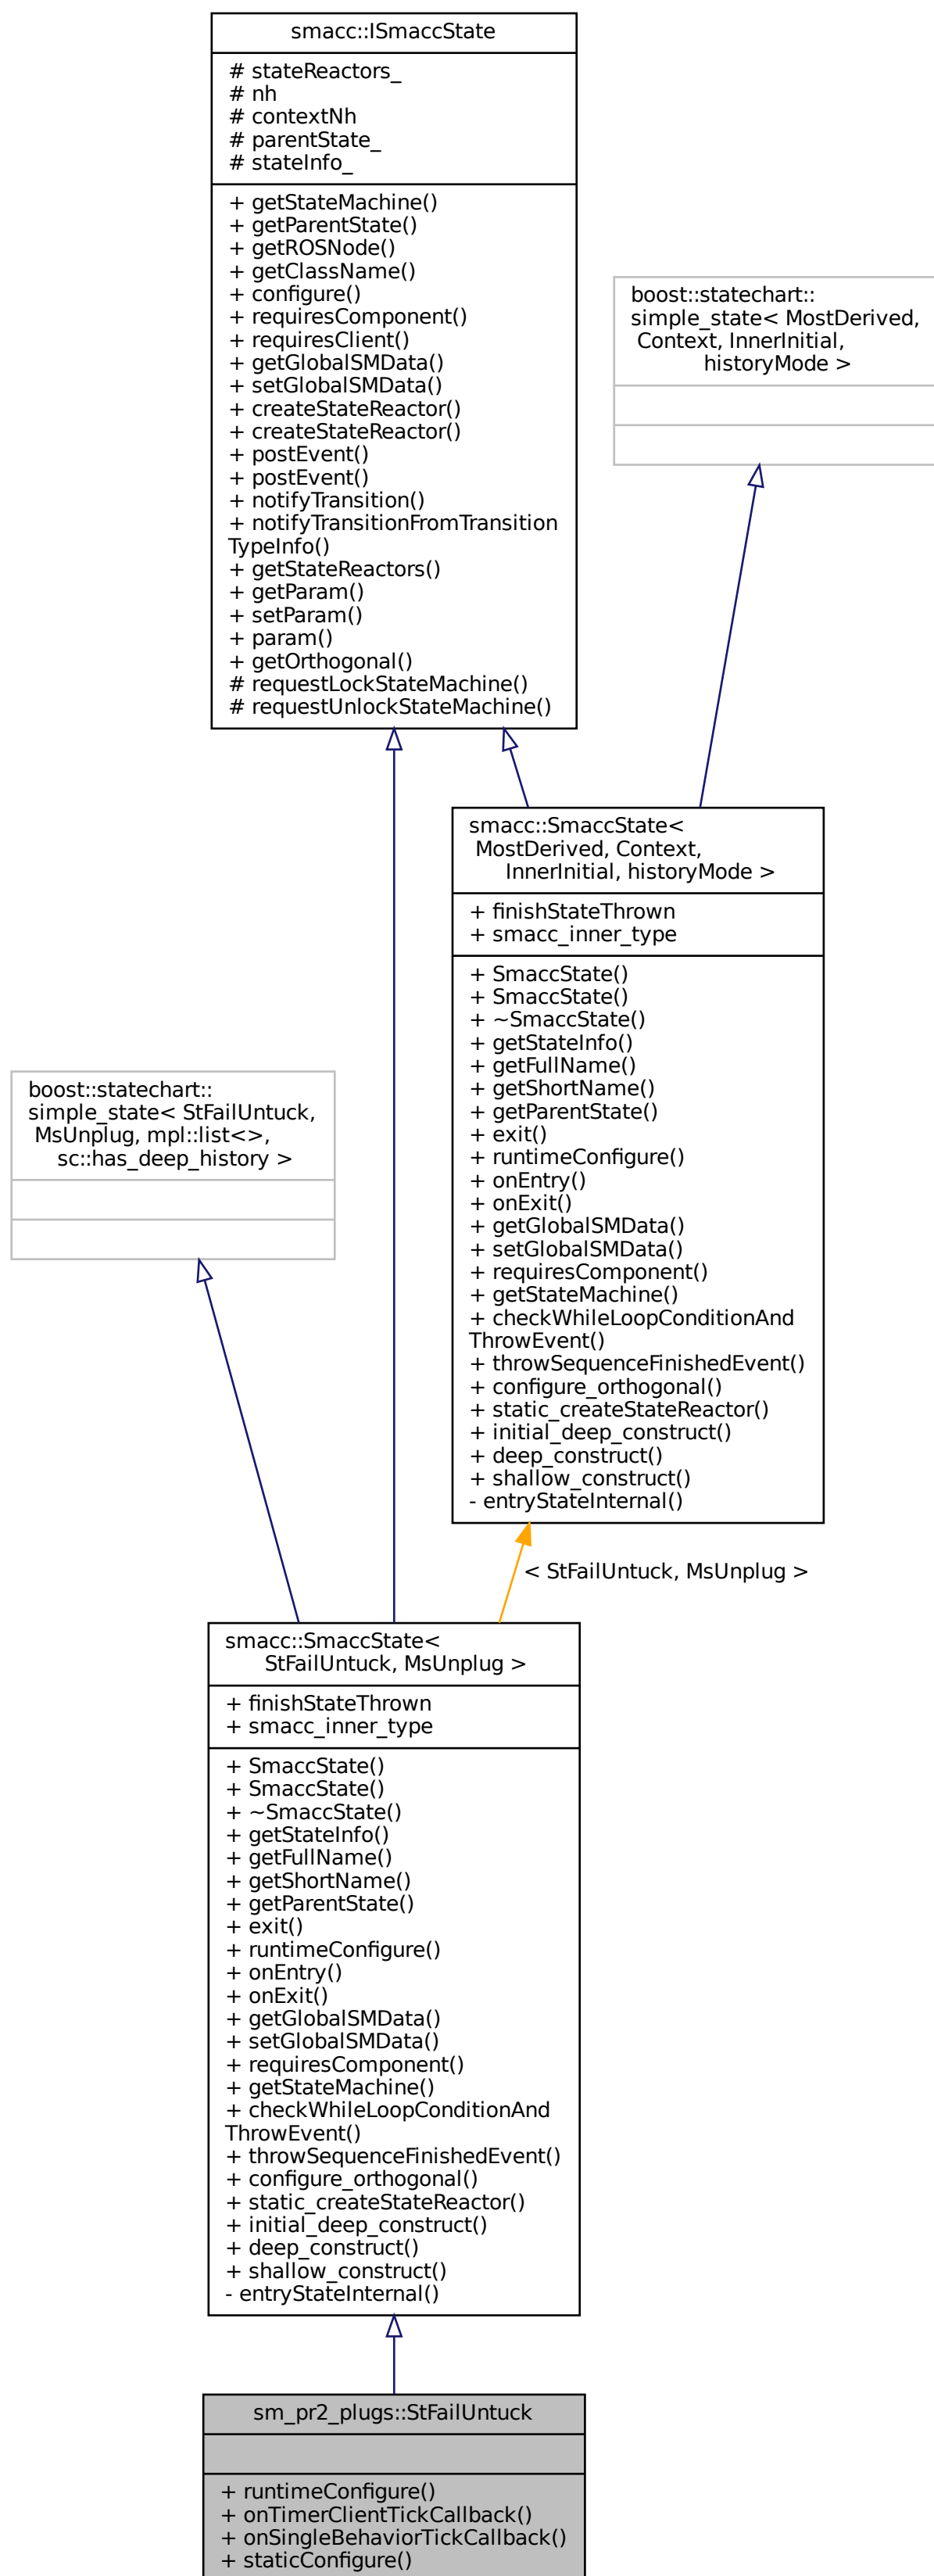 smacc::ISmaccState
# stateReactors_
# nh
# contextNh
# parentState_
# stateInfo_
+ getStateMachine()
+ getParentState()
+ getROSNode()
+ getClassName()
+ configure()
+ requiresComponent()
+ requiresClient()
+ getGlobalSMData()
+ setGlobalSMData()
+ createStateReactor()
+ createStateReactor()
+ postEvent()
+ postEvent()
+ notifyTransition()
+ notifyTransitionFromTransition
TypeInfo()
+ getStateReactors()
+ getParam()
+ setParam()
+ param()
+ getOrthogonal()
# requestLockStateMachine()
# requestUnlockStateMachine()
boost::statechart::
simple_state< MostDerived,
Context, InnerInitial,
historyMode >
smacc::SmaccState<
MostDerived, Context,
InnerInitial, historyMode >
+ finishStateThrown
+ smacc_inner_type
+ SmaccState()
+ SmaccState()
+ ~SmaccState()
+ getStateInfo()
+ getFullName()
+ getShortName()
+ getParentState()
+ exit()
+ runtimeConfigure()
+ onEntry()
+ onExit()
+ getGlobalSMData()
+ setGlobalSMData()
+ requiresComponent()
+ getStateMachine()
+ checkWhileLoopConditionAnd
ThrowEvent()
+ throwSequenceFinishedEvent()
+ configure_orthogonal()
+ static_createStateReactor()
+ initial_deep_construct()
+ deep_construct()
+ shallow_construct()
- entryStateInternal()
boost::statechart::
simple_state< StFailUntuck,
MsUnplug, mpl::list<>,
sc::has_deep_history >
< StFailUntuck, MsUnplug >
smacc::SmaccState<
StFailUntuck, MsUnplug >
+ finishStateThrown
+ smacc_inner_type
+ SmaccState()
+ SmaccState()
+ ~SmaccState()
+ getStateInfo()
+ getFullName()
+ getShortName()
+ getParentState()
+ exit()
+ runtimeConfigure()
+ onEntry()
+ onExit()
+ getGlobalSMData()
+ setGlobalSMData()
+ requiresComponent()
+ getStateMachine()
+ checkWhileLoopConditionAnd
ThrowEvent()
+ throwSequenceFinishedEvent()
+ configure_orthogonal()
+ static_createStateReactor()
+ initial_deep_construct()
+ deep_construct()
+ shallow_construct()
- entryStateInternal()
sm_pr2_plugs::StFailUntuck
+ runtimeConfigure()
+ onTimerClientTickCallback()
+ onSingleBehaviorTickCallback()
+ staticConfigure()